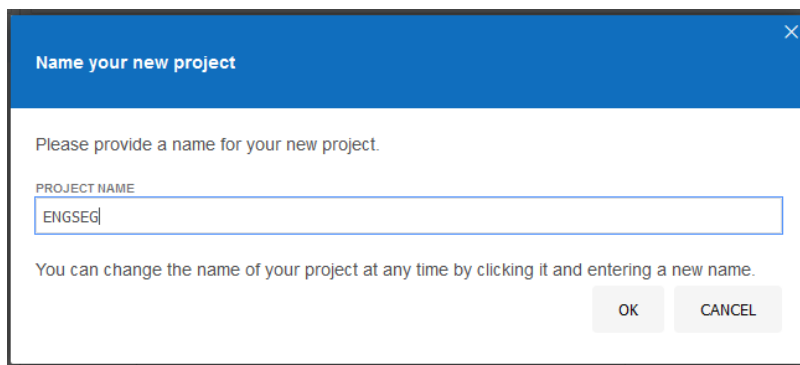 Name your new project
Please provide a name for your new project.
PROJECT NAME
ENGSEG
You can change the name of your project at any time by clicking it and entering a new name.
OK CANCEL